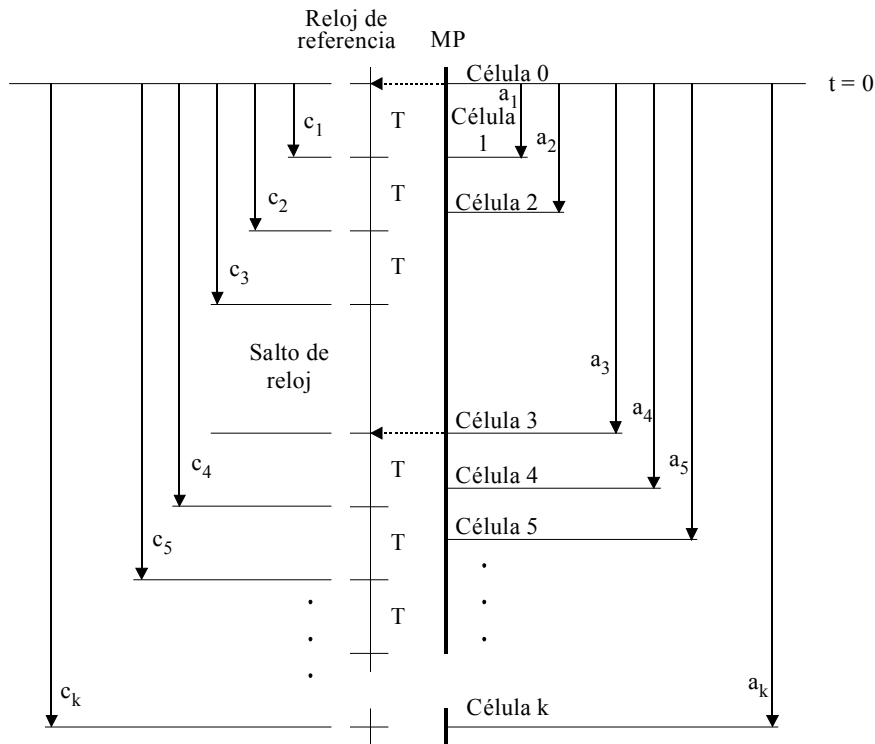 Reloj de
referencia
MP
Célula 0
t = 0
a1
c1
T
Célula
1
a2
c2
T
Célula 2
c3
T
Salto de
reloj
a3
Célula 3
a4
c4
T
Célula 4
a5
c5
T
Célula 5
T
ck
Célula k
ak